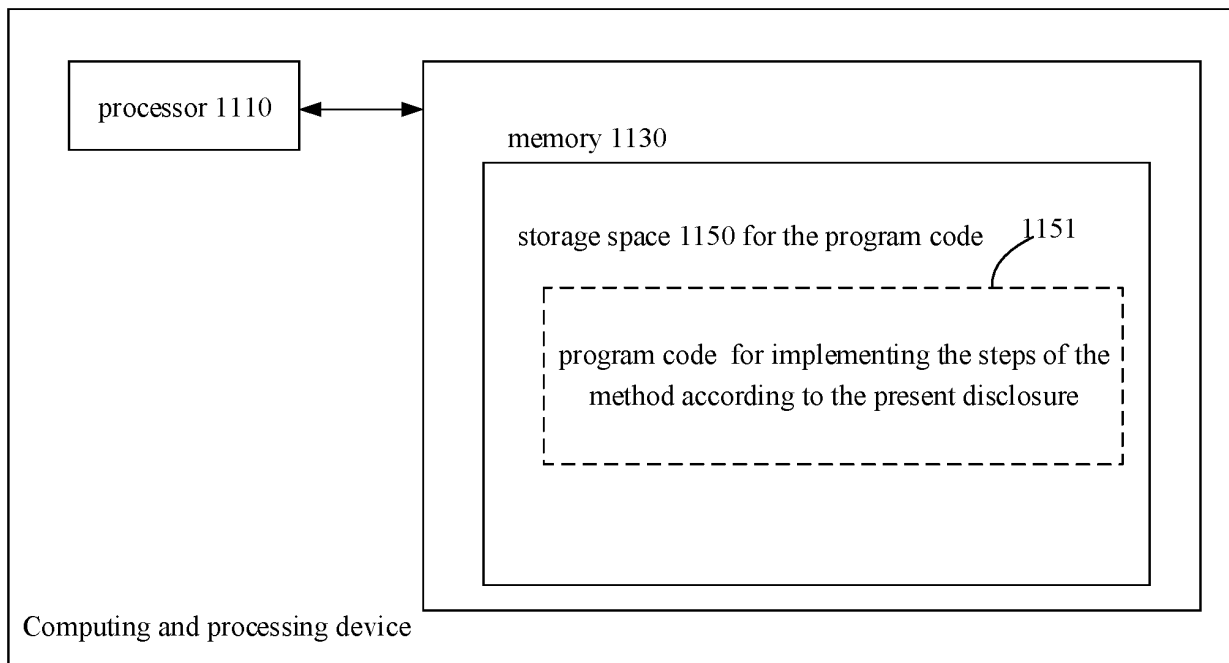 processor 1110
memory 1130
storage space 1150 for the program code
1151
program code for implementing the steps of the
method according to the present disclosure
Computing and processing device